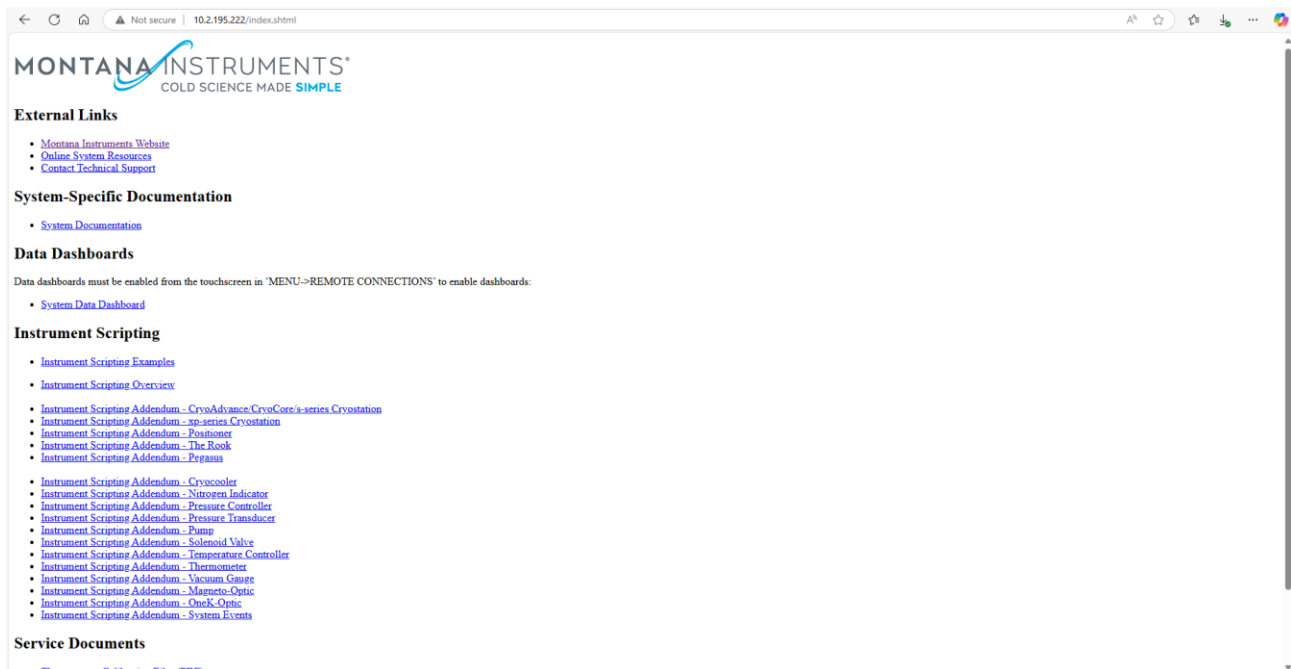 Not secure 10.2.195.222/index.shtml
MONTANA INSTRUMENTS®
COLD SCIENCE MADE SIMPLE
External Links
Montana Instruments Website
Online System Resources
Contact Technical Support
System-Specific Documentation
System Documentation
Data Dashboards
Data dashboards must be enabled from the touchscreen in `MENU->REMOTE CONNECTIONS` to enable dashboards:
System Data Dashboard
Instrument Scripting
Instrument Scripting Examples
Instrument Scripting Overview
Instrument Scripting Addendum - CryoAdvance/CryoCore/s-series Cryostation
Instrument Scripting Addendum - xp-series Cryostation
Instrument Scripting Addendum - Positioner
Instrument Scripting Addendum - The Rook
Instrument Scripting Addendum - Pegasus
Instrument Scripting Addendum - Cryocooler
Instrument Scripting Addendum - Nitrogen Indicator
Instrument Scripting Addendum - Pressure Controller
Instrument Scripting Addendum - Pressure Transducer
Instrument Scripting Addendum - Pump
Instrument Scripting Addendum - Solenoid Valve
Instrument Scripting Addendum - Temperature Controller
Instrument Scripting Addendum - Thermometer
Instrument Scripting Addendum - Vacuum Gauge
Instrument Scripting Addendum - Magneto-Optic
Instrument Scripting Addendum - OneK-Optic
Instrument Scripting Addendum - System Events
Service Documents